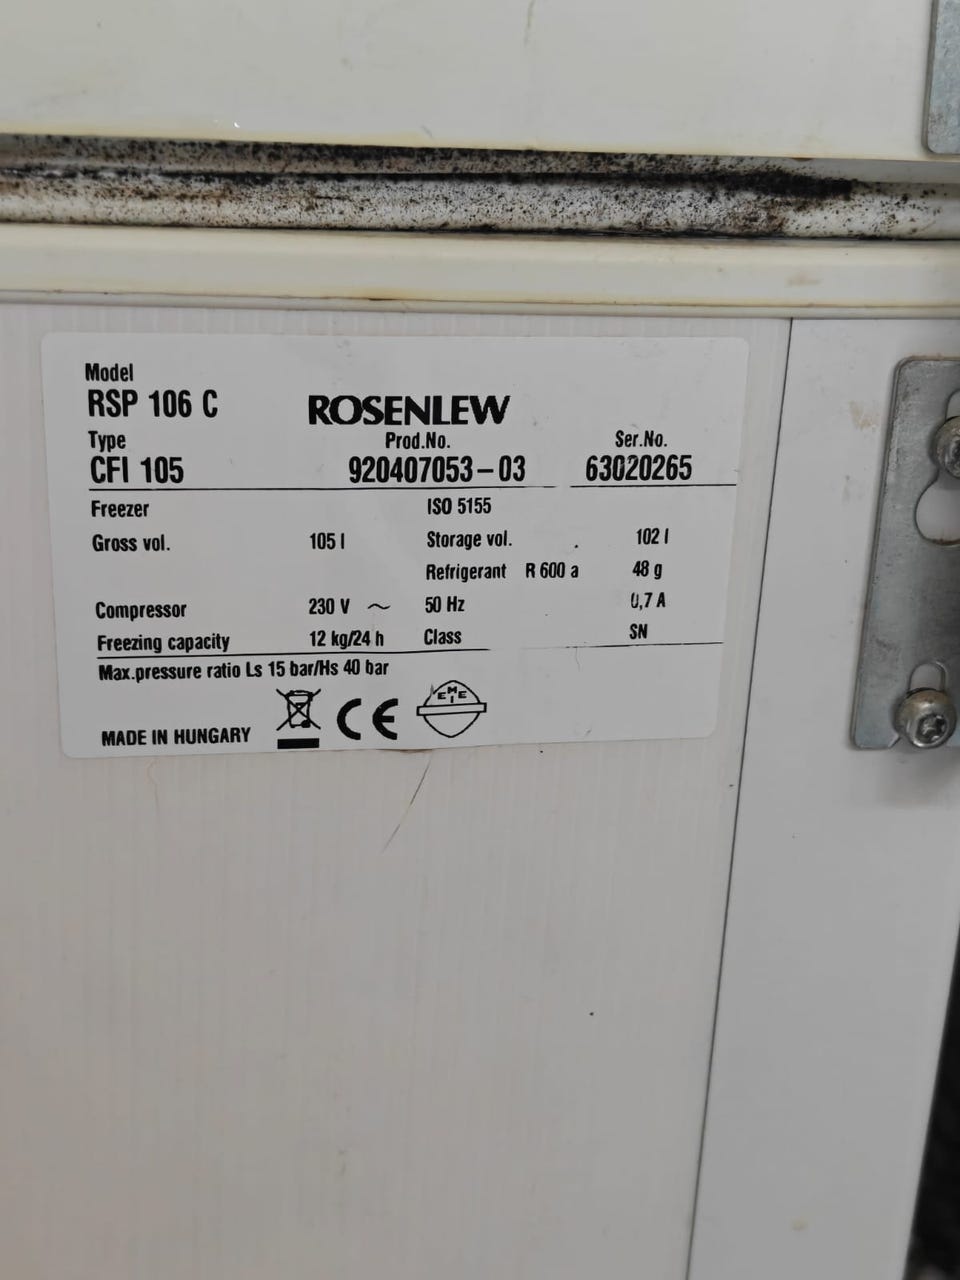 Model
RSP 106 C
ROSENLEW
Type Prod.No. Ser.No.
CFI 105 920407053-03 63020265
Freezer ISO 5155
Gross vol. 105 l Storage vol. 102 l
Refrigerant R 600 a 48 g
Compressor 230 V ~ 50 Hz 0,7 A
Freezing capacity 12 kg/24 h Class SN
Max.pressure ratio Ls 15 bar/Hs 40 bar
MADE IN HUNGARY CE MEEI